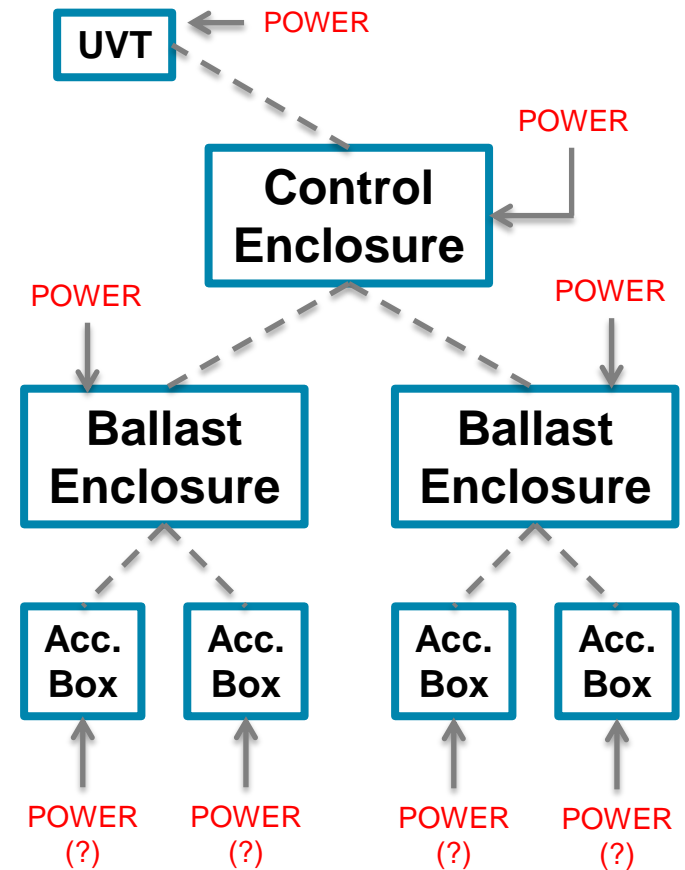 UVT
POWER
POWER
Control
Enclosure
POWER
POWER
Ballast
Enclosure
Ballast
Enclosure
Acc.
Box
Acc.
Box
Acc.
Box
Acc.
Box
POWER
(?)
POWER
(?)
POWER
(?)
POWER
(?)